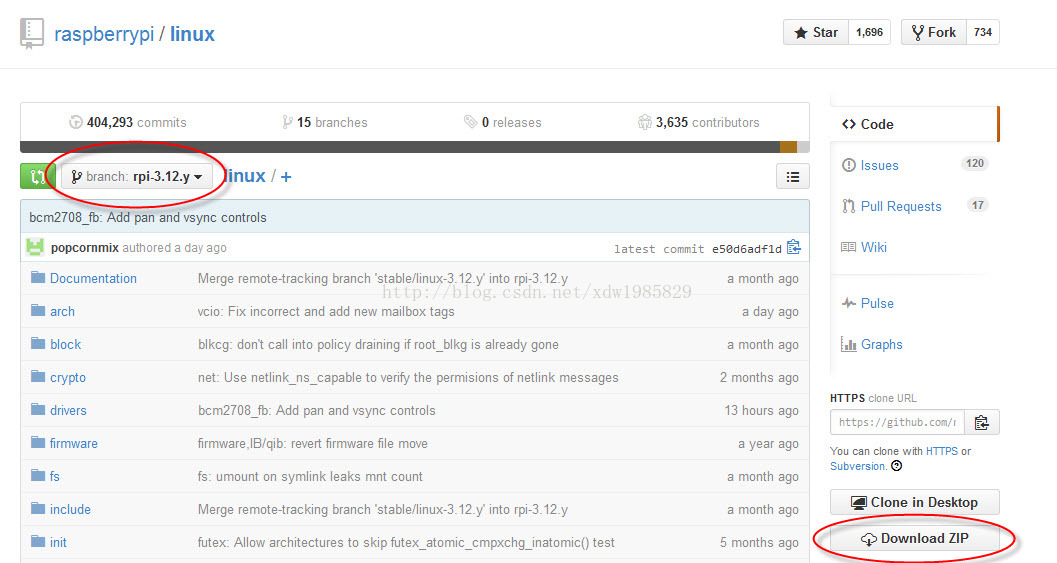 raspberrypi / linux
Star 1,696 Fork 734
404,293 commits 15 branches 0 releases 3,635 contributors
branch: rpi-3.12.y linux / +
bcm2708_fb: Add pan and vsync controls
popcornmix authored a day ago latest commit e50d6adf1d
Documentation Merge remote-tracking branch 'stable/linux-3.12.y' into rpi-3.12.y a month ago
http://blog.csdn.net/xdw1985829
arch vcio: Fix incorrect and add new mailbox tags a day ago
block blkcg: don't call into policy draining if root_blkg is already gone a month ago
crypto net: Use netlink_ns_capable to verify the permisions of netlink messages 2 months ago
drivers bcm2708_fb: Add pan and vsync controls 13 hours ago
firmware firmware,IB/qib: revert firmware file move a year ago
fs fs: umount on symlink leaks mnt count a month ago
include Merge remote-tracking branch 'stable/linux-3.12.y' into rpi-3.12.y a month ago
init futex: Allow architectures to skip futex_atomic_cmpxchg_inatomic() test 5 months ago
Code
Issues 120
Pull Requests 17
Wiki
Pulse
Graphs
HTTPS clone URL
https://github.com/r
You can clone with HTTPS or
Subversion.
Clone in Desktop
Download ZIP